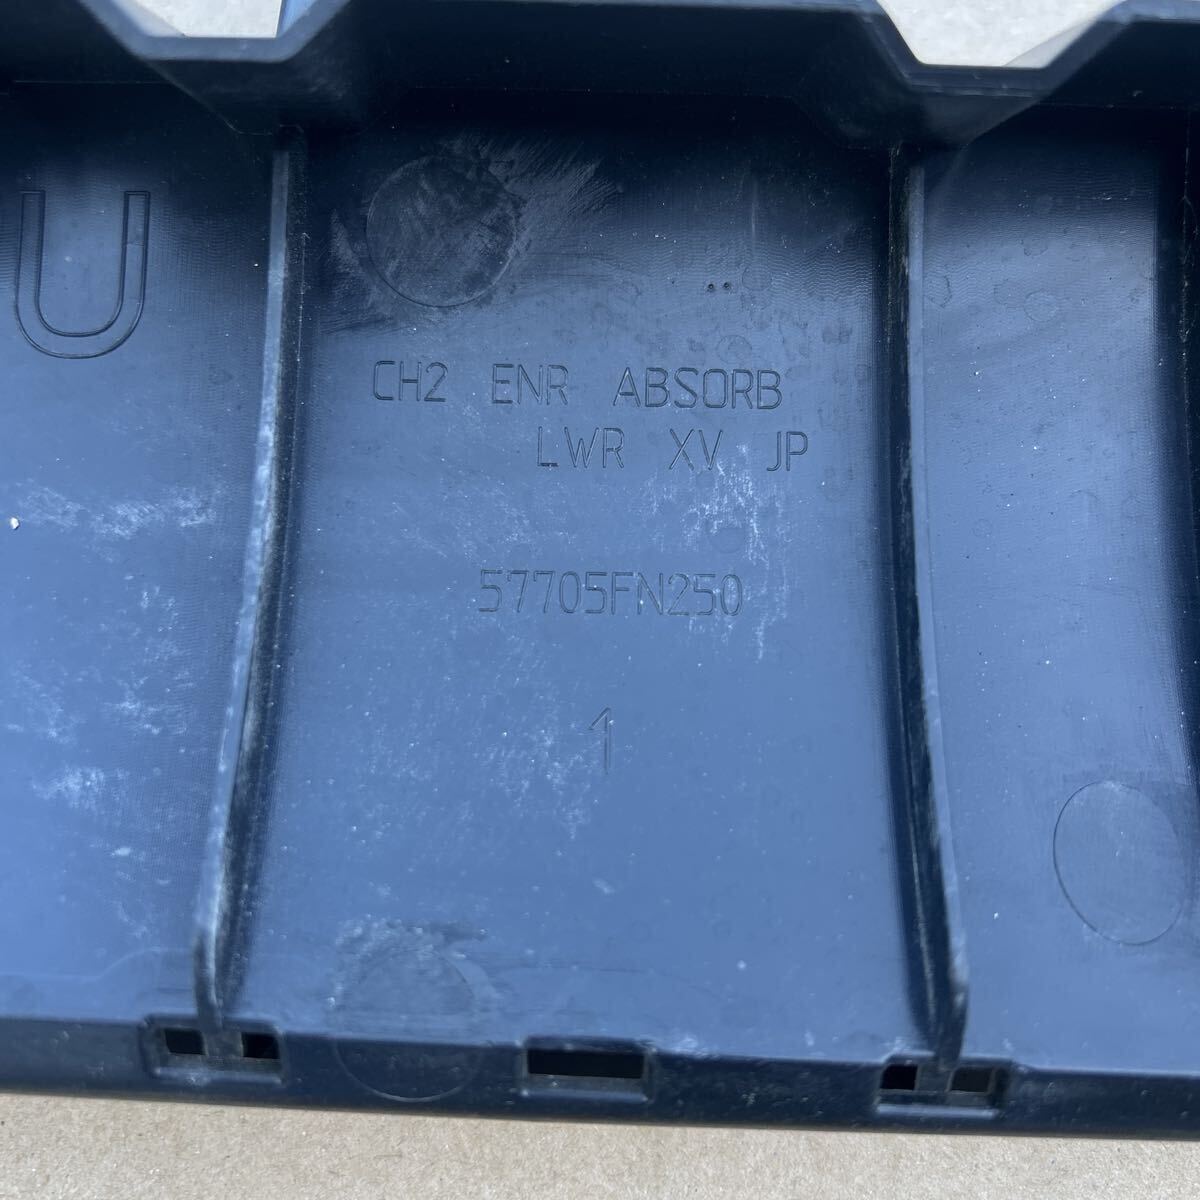 U
CH2 ENR ABSORB
LWR XV JP
57705FN250
1